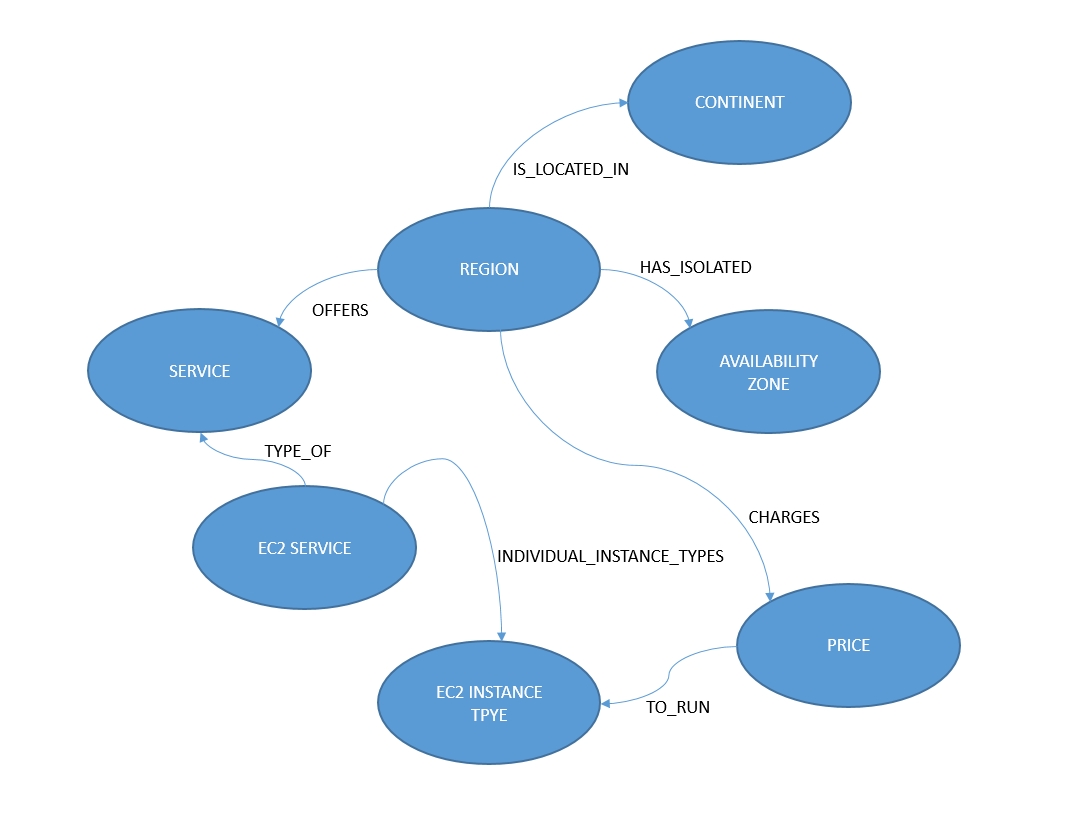 CONTINENT
IS_LOCATED_IN
REGION
HAS_ISOLATED
OFFERS
SERVICE
AVAILABILITY
ZONE
TYPE_OF
CHARGES
EC2 SERVICE
INDIVIDUAL_INSTANCE_TYPES
PRICE
EC2 INSTANCE
TPYE
TO_RUN